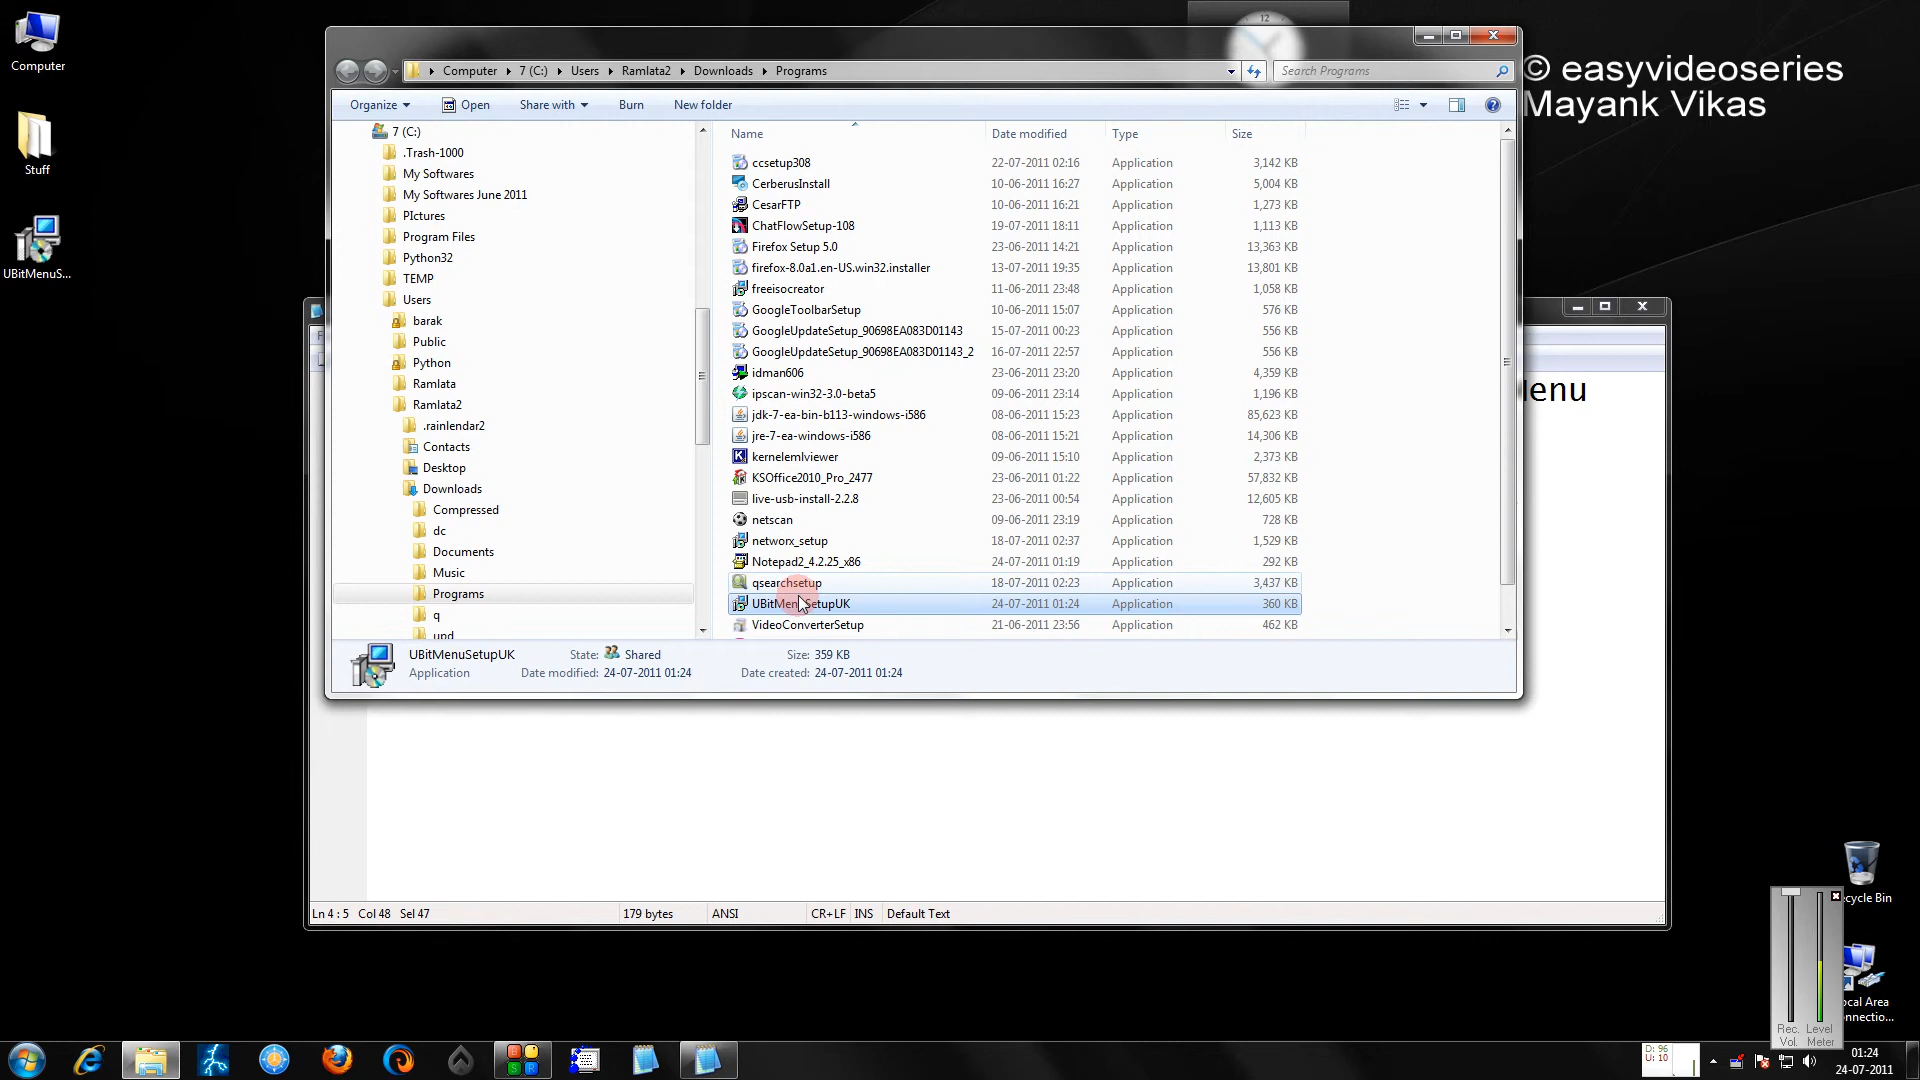 Computer
Stuff
UBitMenuS...
12
© easyvideoseries
Mayank Vikas
Computer 7 (C:) Users Ramlata2 Downloads Programs
Search Programs
Organize Open Share with Burn New folder
7 (C:)
.Trash-1000
My Softwares
My Softwares June 2011
PIctures
Program Files
Python32
TEMP
Users
barak
Public
Python
Ramlata
Ramlata2
.rainlendar2
Contacts
Desktop
Downloads
Compressed
dc
Documents
Music
Programs
q
upd
Name Date modified Type Size
ccsetup308 22-07-2011 02:16 Application 3,142 KB
CerberusInstall 10-06-2011 16:27 Application 5,004 KB
CesarFTP 10-06-2011 16:21 Application 1,273 KB
ChatFlowSetup-108 19-07-2011 18:11 Application 1,113 KB
Firefox Setup 5.0 23-06-2011 14:21 Application 13,363 KB
firefox-8.0a1.en-US.win32.installer 13-07-2011 19:35 Application 13,801 KB
freeisocreator 11-06-2011 23:48 Application 1,058 KB
GoogleToolbarSetup 10-06-2011 15:07 Application 576 KB
GoogleUpdateSetup_90698EA083D01143 15-07-2011 00:23 Application 556 KB
GoogleUpdateSetup_90698EA083D01143_2 16-07-2011 22:57 Application 556 KB
idman606 23-06-2011 23:20 Application 4,359 KB
ipscan-win32-3.0-beta5 09-06-2011 23:14 Application 1,196 KB
jdk-7-ea-bin-b113-windows-i586 08-06-2011 15:23 Application 85,623 KB
jre-7-ea-windows-i586 08-06-2011 15:21 Application 14,306 KB
kernelemlviewer 09-06-2011 15:10 Application 2,373 KB
KSOffice2010_Pro_2477 23-06-2011 01:22 Application 57,832 KB
live-usb-install-2.2.8 23-06-2011 00:54 Application 12,605 KB
netscan 09-06-2011 23:19 Application 728 KB
networx_setup 18-07-2011 02:37 Application 1,529 KB
Notepad2_4.2.25_x86 24-07-2011 01:19 Application 292 KB
qsearchsetup 18-07-2011 02:23 Application 3,437 KB
UBitMenuSetupUK 24-07-2011 01:24 Application 360 KB
VideoConverterSetup 21-06-2011 23:56 Application 462 KB
UBitMenuSetupUK State: Shared Size: 359 KB
Application Date modified: 24-07-2011 01:24 Date created: 24-07-2011 01:24
enu
Ln 4 : 5 Col 48 Sel 47 179 bytes ANSI CR+LF INS Default Text
cycle Bin
ocal Area
onnectio...
Rec. Level
Vol. Meter
D: 96
U: 10
01:24
24-07-2011